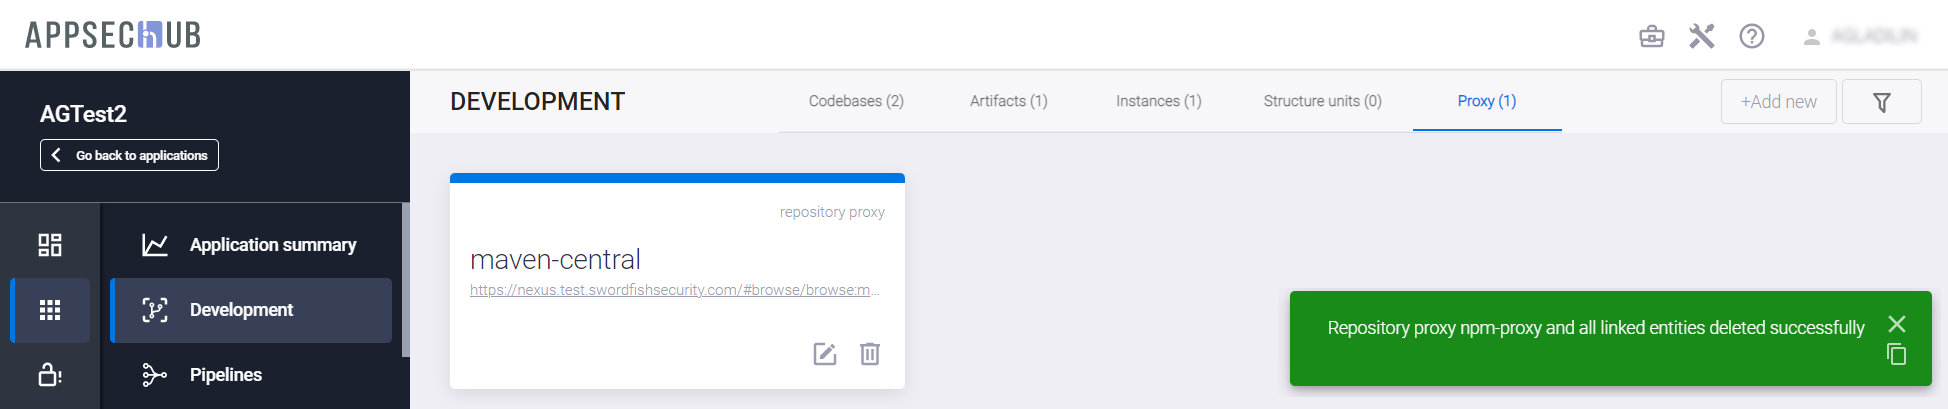 APPSECHUB
AGTest2
Go back to applications
DEVELOPMENT
Codebases (2)
Artifacts (1)
Instances (1)
Structure units (0)
Proxy (1)
+Add new
Application summary
Development
Pipelines
repository proxy
maven-central
https://nexus.test.swordfishsecurity.com/#browse/browse:m...
Repository proxy npm-proxy and all linked entities deleted successfully